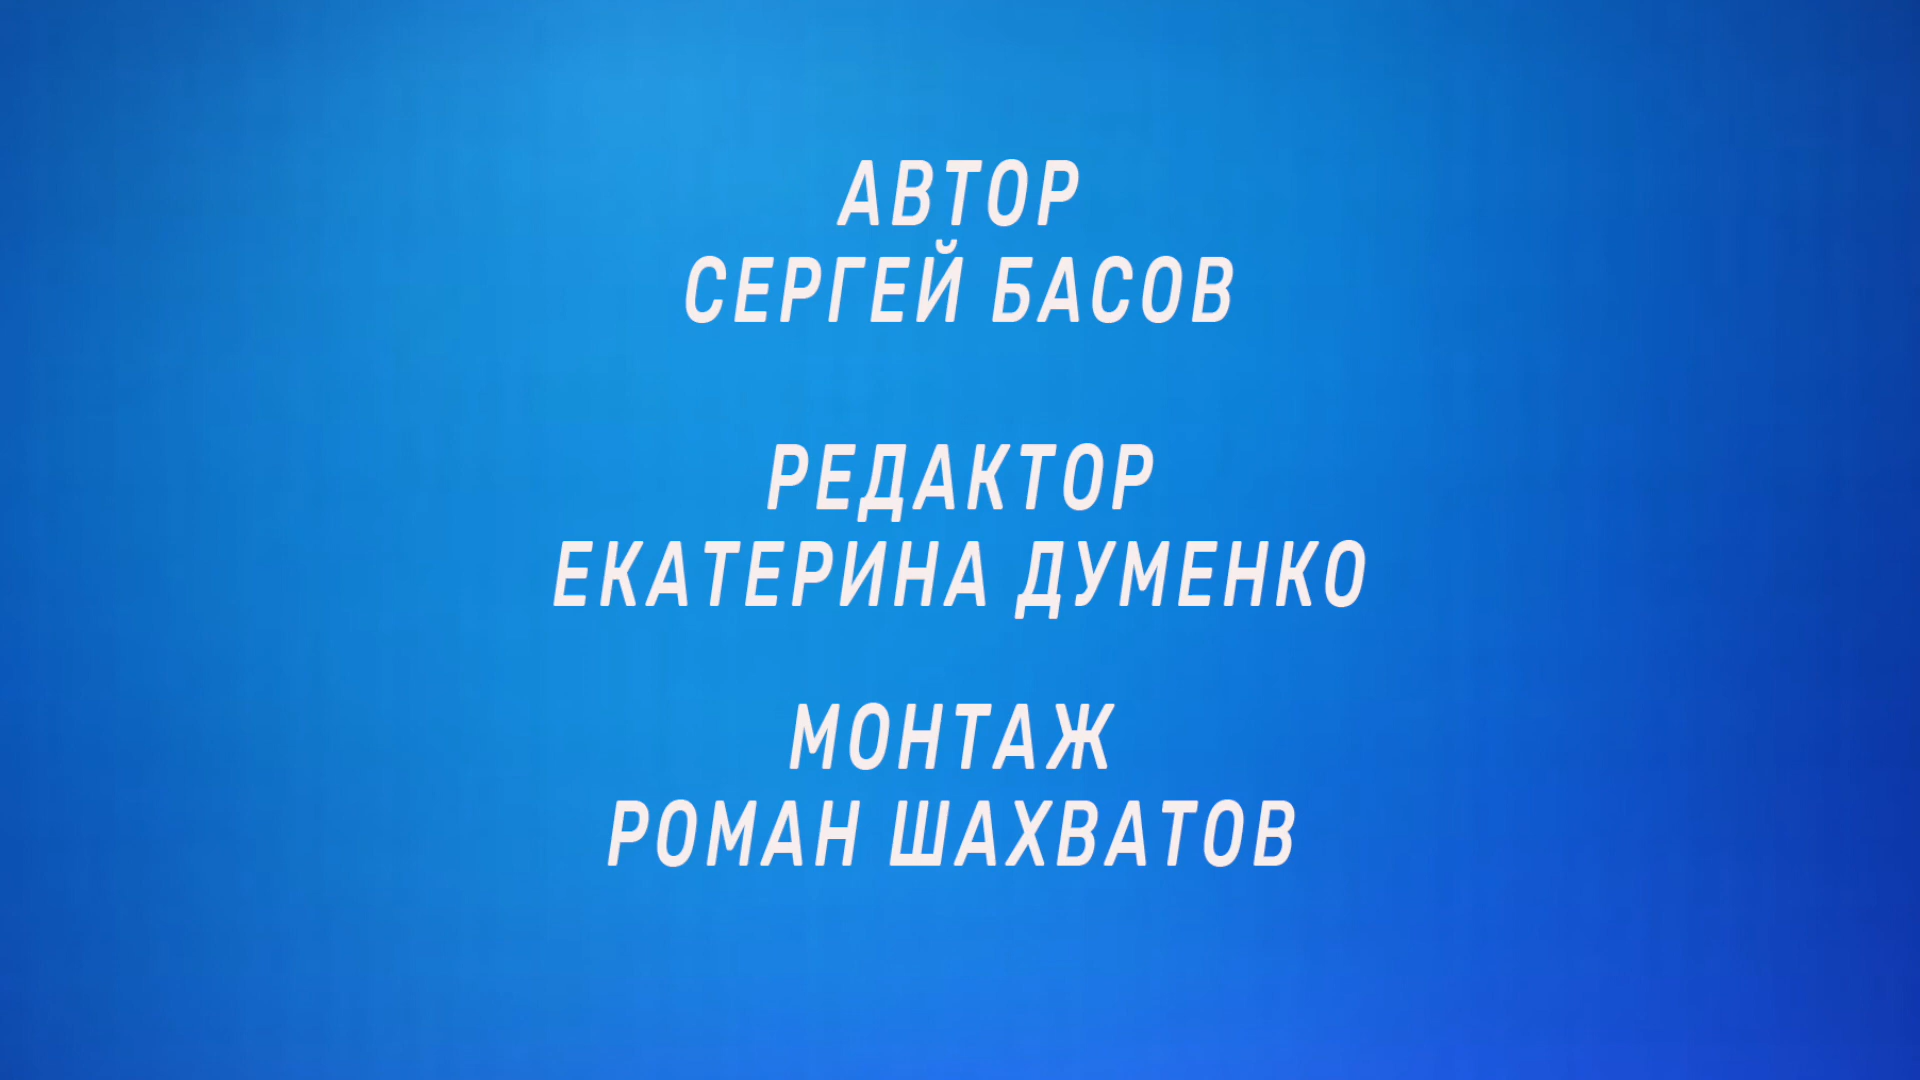 АВТОР
СЕРГЕЙ БАСОВ
РЕДАКТОР
ЕКАТЕРИНА ДУМЕНКО
МОНТАЖ
РОМАН ШАХВАТОВ